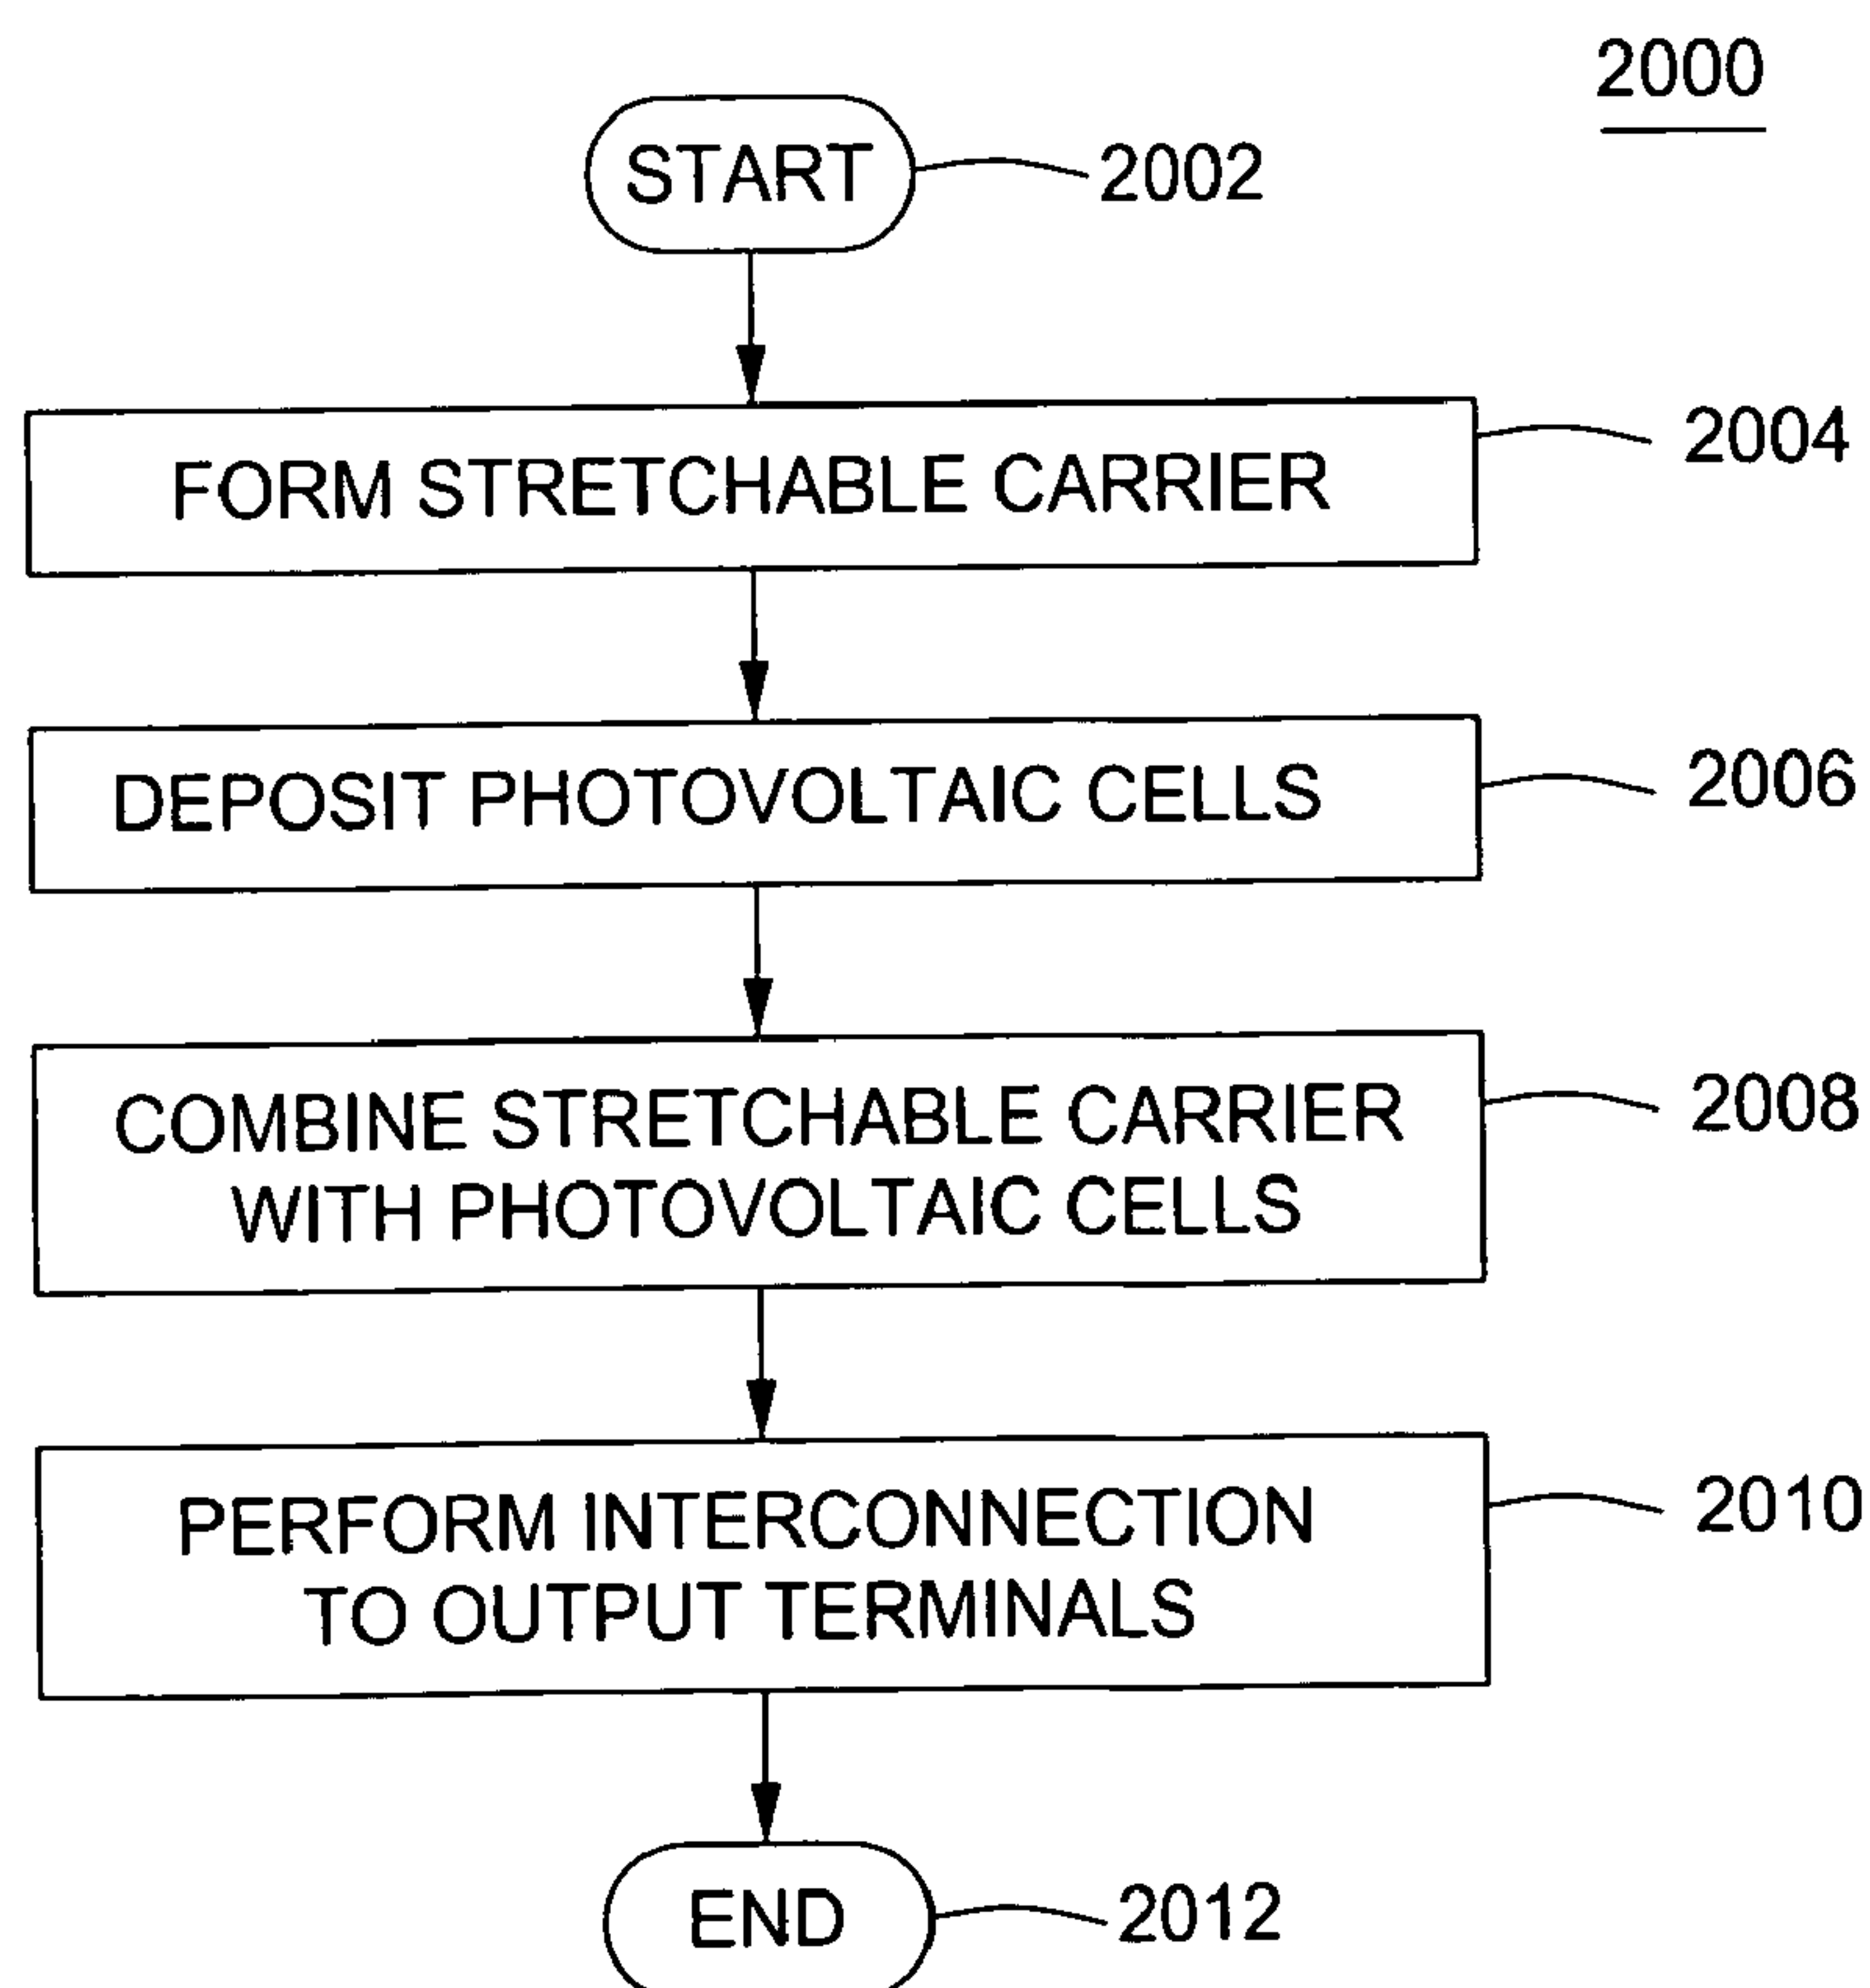 2000
START
2002
FORM STRETCHABLE CARRIER
2004
DEPOSIT PHOTOVOLTAIC CELLS
2006
COMBINE STRETCHABLE CARRIER
WITH PHOTOVOLTAIC CELLS
2008
PERFORM INTERCONNECTION
TO OUTPUT TERMINALS
2010
END
2012